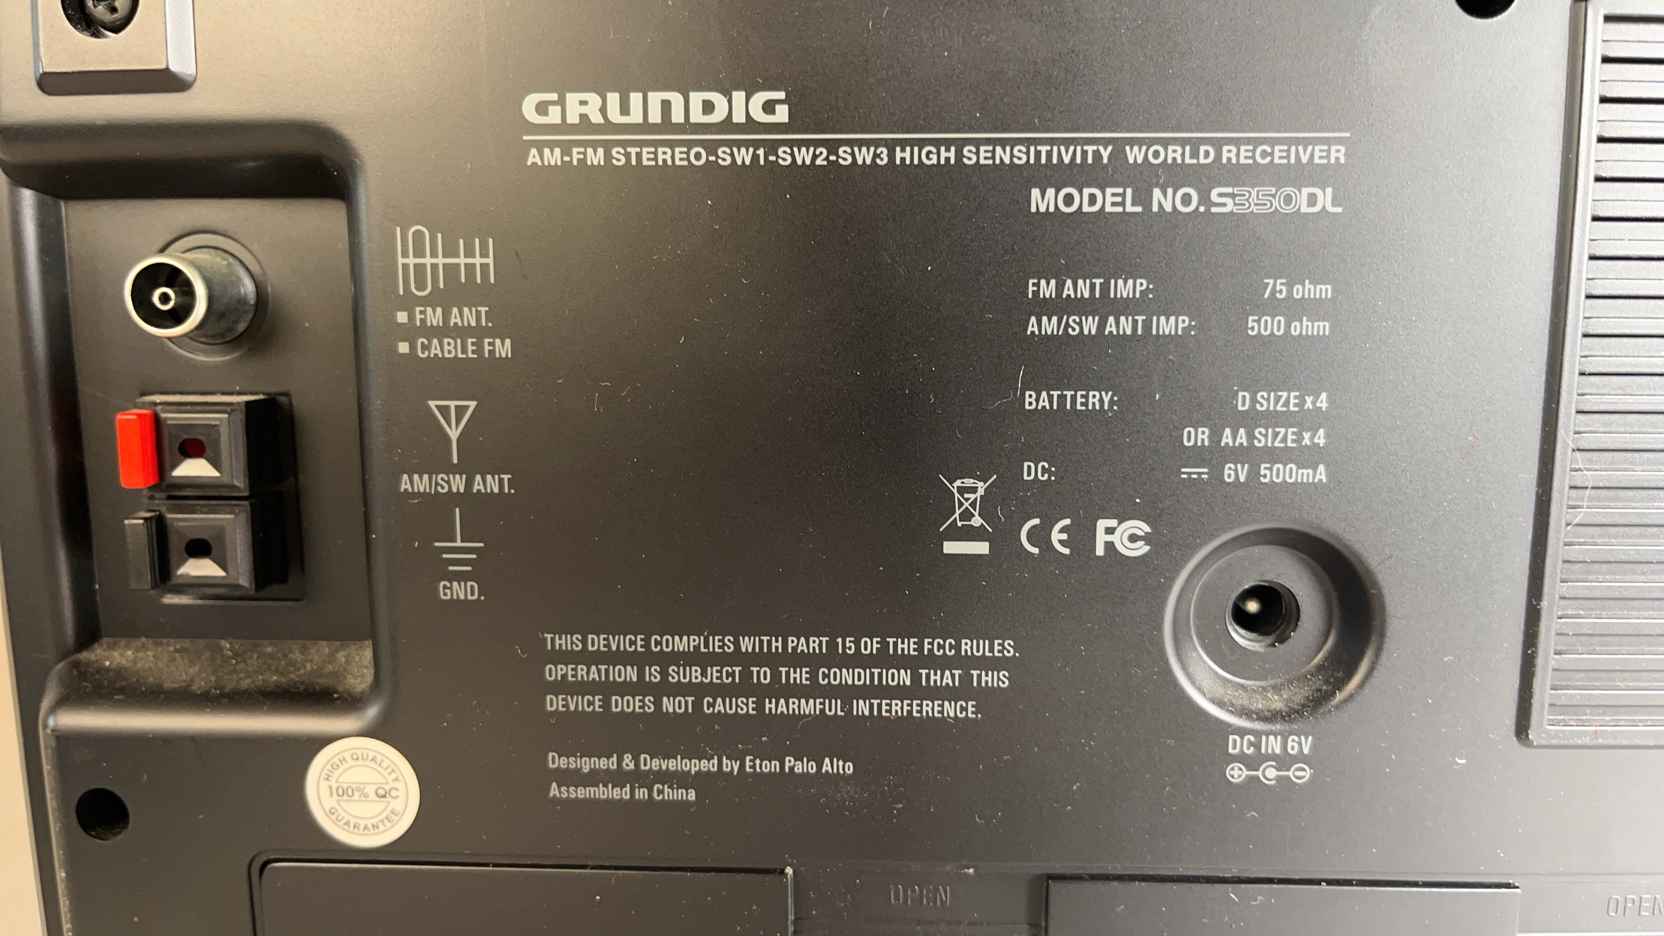 GRUNDIG
AM-FM STEREO-SW1-SW2-SW3 HIGH SENSITIVITY WORLD RECEIVER
MODEL NO. S350DL
FM ANT IMP: 75 ohm
AM/SW ANT IMP: 500 ohm
BATTERY: D SIZE x 4
OR AA SIZE x 4
DC: 6V 500mA
CE FC
FM ANT.
CABLE FM
AM/SW ANT.
GND.
THIS DEVICE COMPLIES WITH PART 15 OF THE FCC RULES.
OPERATION IS SUBJECT TO THE CONDITION THAT THIS
DEVICE DOES NOT CAUSE HARMFUL INTERFERENCE.
DC IN 6V
Designed & Developed by Eton Palo Alto
Assembled in China
HIGH QUALITY
100% QC
GUARANTEE
OPEN
OPEN